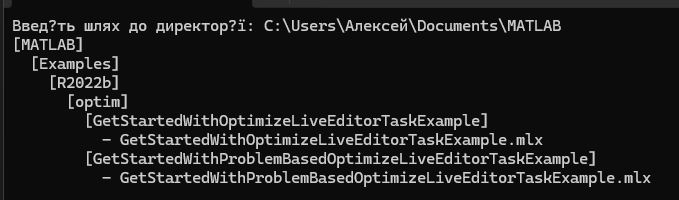 Введ?ть шлях до директор?ї: C:\Users\Алексей\Documents\MATLAB
[MATLAB]
[Examples]
[R2022b]
[optim]
[GetStartedWithOptimizeLiveEditorTaskExample]
- GetStartedWithOptimizeLiveEditorTaskExample.mlx
[GetStartedWithProblemBasedOptimizeLiveEditorTaskExample]
- GetStartedWithProblemBasedOptimizeLiveEditorTaskExample.mlx